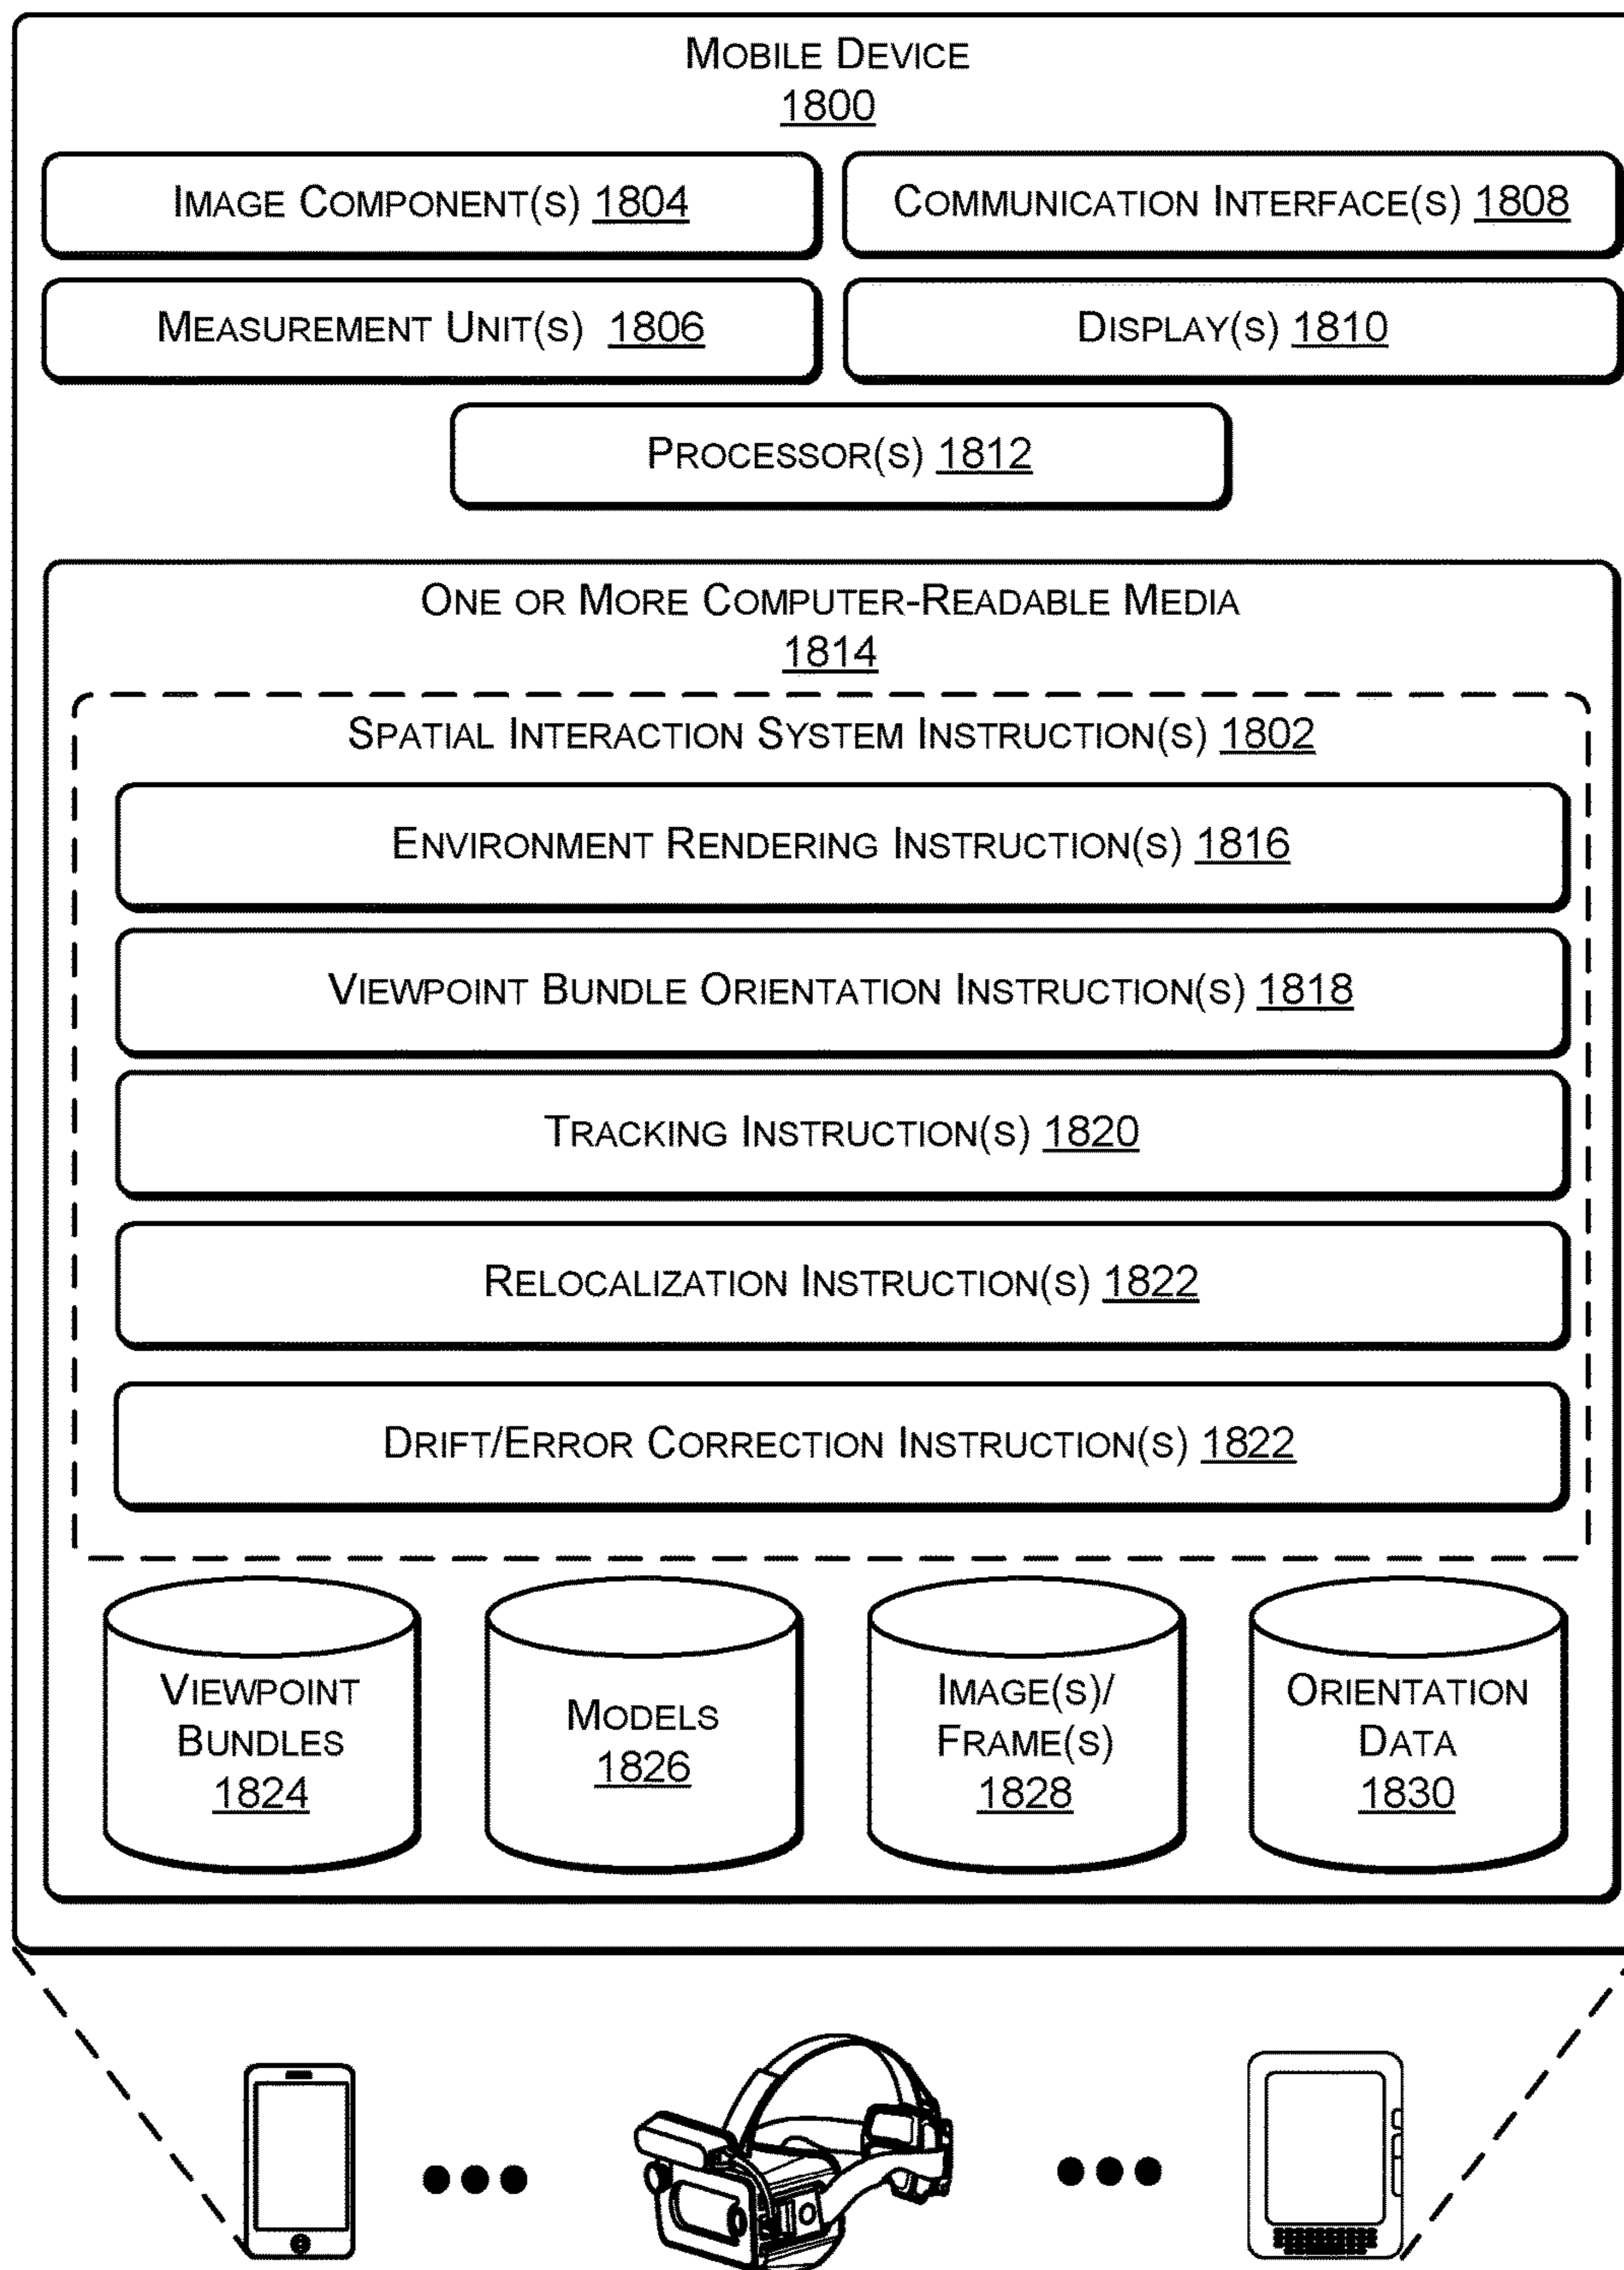 MOBILE DEVICE
1800
IMAGE COMPONENT(S) 1804
COMMUNICATION INTERFACE(S) 1808
MEASUREMENT UNIT(S) 1806
DISPLAY(S) 1810
PROCESSOR(S) 1812
ONE OR MORE COMPUTER-READABLE MEDIA
1814
SPATIAL INTERACTION SYSTEM INSTRUCTION(S) 1802
ENVIRONMENT RENDERING INSTRUCTION(S) 1816
VIEWPOINT BUNDLE ORIENTATION INSTRUCTION(S) 1818
TRACKING INSTRUCTION(S) 1820
RELOCALIZATION INSTRUCTION(S) 1822
DRIFT/ERROR CORRECTION INSTRUCTION(S) 1822
VIEWPOINT
BUNDLES
1824
MODELS
1826
IMAGE(S)/
FRAME(S)
1828
ORIENTATION
DATA
1830